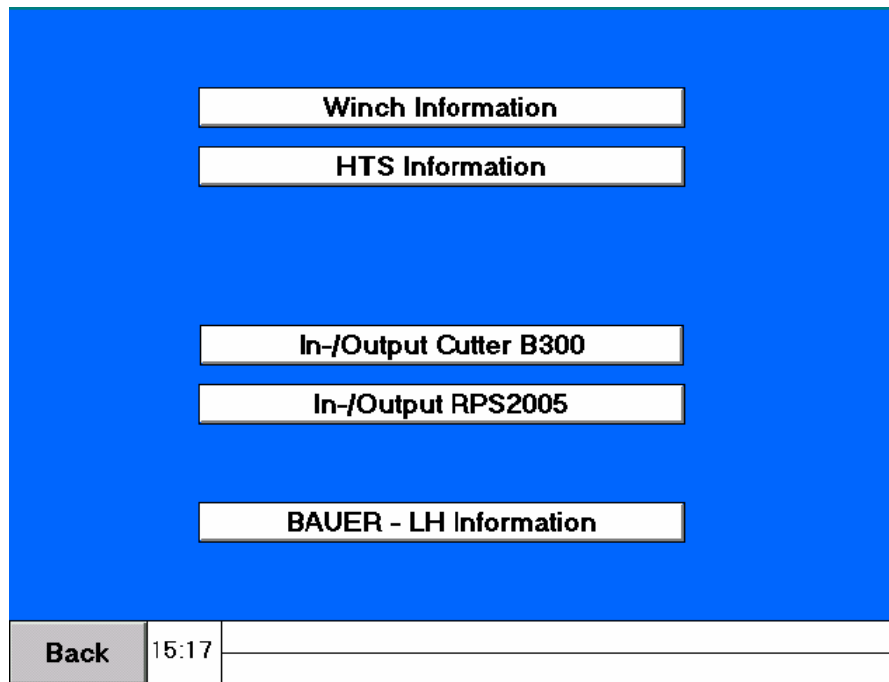 Winch Information
HTS Information
In-/Output Cutter B300
In-/Output RPS2005
BAUER - LH Information
Back
15:17